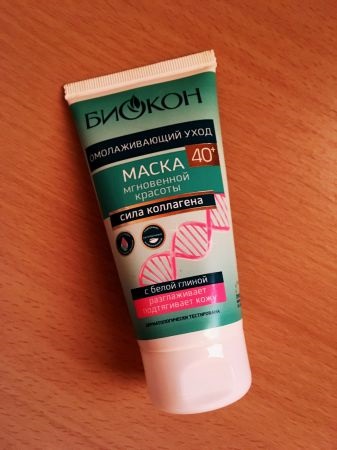 БИОКОН
ОМОЛАЖИВАЮЩИЙ УХОД
МАСКА 40+
мгновенной
красоты
сила коллагена
с белой глиной
разглаживает
подтягивает кожу
ДЕРМАТОЛОГИЧЕСКИ ТЕСТИРОВАНА